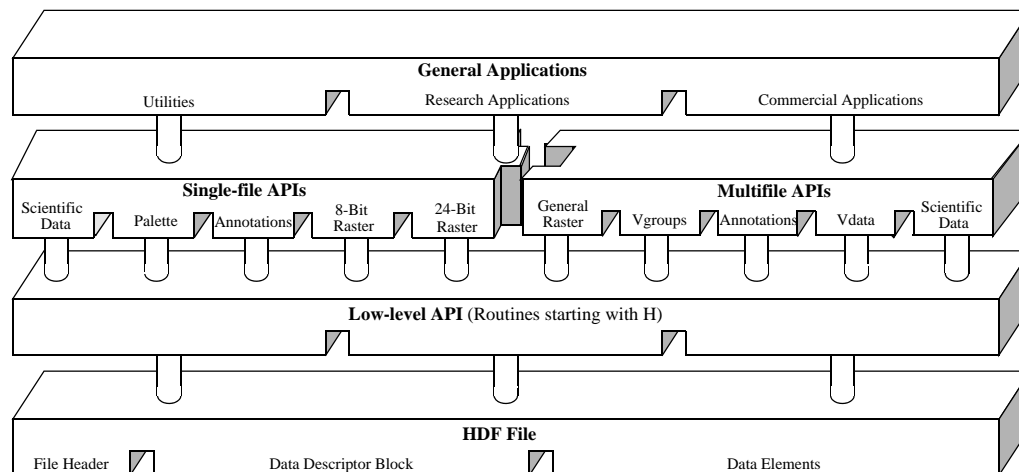 General Applications
Utilities
Research Applications
Commercial Applications
Single-file APIs
Scientific
Data
Palette
Annotations
8-Bit
Raster
24-Bit
Raster
Multifile APIs
General
Raster
Vgroups
Annotations
Vdata
Scientific
Data
Low-level API (Routines starting with H)
HDF File
File Header
Data Descriptor Block
Data Elements